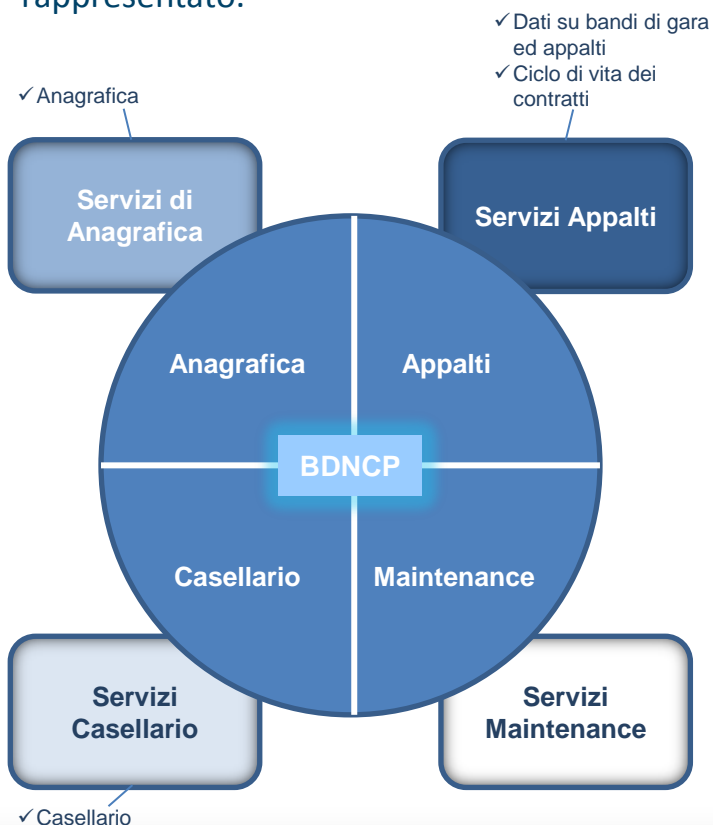 rappresentato:
✓ Dati su bandi di gara
ed appalti
✓ Ciclo di vita dei
contratti
✓ Anagrafica
Servizi di
Anagrafica
Servizi Appalti
Anagrafica
Appalti
BDNCP
Casellario
Maintenance
Servizi
Casellario
Servizi
Maintenance
✓ Casellario